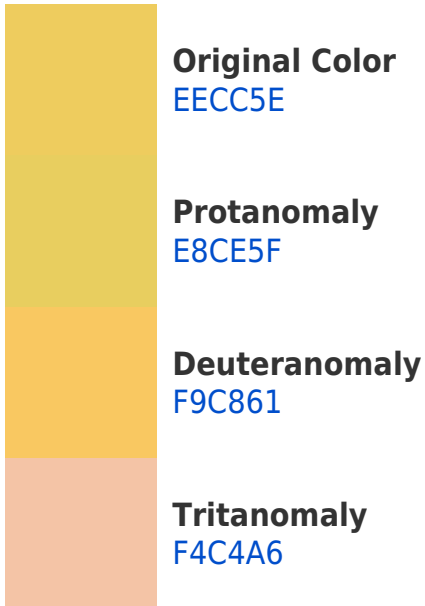 Original Color
EECC5E
Protanomaly
E8CE5F
Deuteranomaly
F9C861
Tritanomaly
F4C4A6